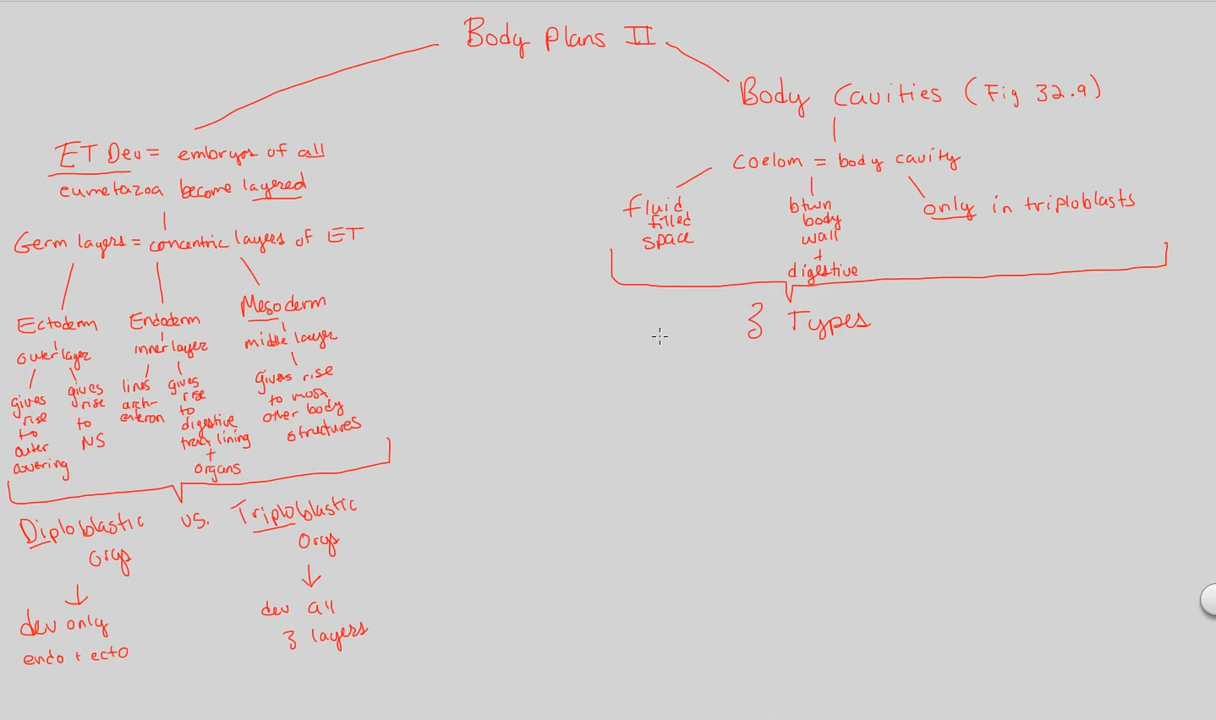 Body Plans II
ET Dev = embryos of all
eumetazoa become layered
Germ layers = concentric layers of ET
Ectoderm
outer layer
gives
rise
to
outer
covering
gives
rise
to
NS
Endoderm
inner layer
lines
arch-
enteron
gives
rise
to
digestive
tract lining
+
organs
Mesoderm
middle layer
gives rise
to most
other body
structures
Diploblastic vs. Triploblastic
orgs
dev only
endo + ecto
orgs
dev all
3 layers
Body Cavities (Fig 32.9)
Coelom = body cavity
fluid
filled
space
btwn
body
wall
+
digestive
only in triploblasts
3 Types